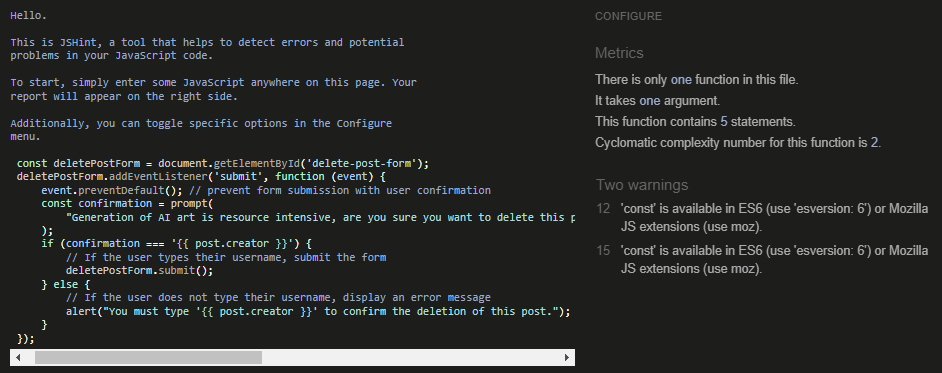 Hello.
This is JSHint, a tool that helps to detect errors and potential
problems in your JavaScript code.
To start, simply enter some JavaScript anywhere on this page. Your
report will appear on the right side.
Additionally, you can toggle specific options in the Configure
menu.
const deletePostForm = document.getElementById('delete-post-form');
deletePostForm.addEventListener('submit', function (event) {
event.preventDefault(); // prevent form submission with user confirmation
const confirmation = prompt(
"Generation of AI art is resource intensive, are you sure you want to delete this p
);
if (confirmation === '{{ post.creator }}') {
// If the user types their username, submit the form
deletePostForm.submit();
} else {
// If the user does not type their username, display an error message
alert("You must type '{{ post.creator }}' to confirm the deletion of this post.");
}
});
CONFIGURE
Metrics
There is only one function in this file.
It takes one argument.
This function contains 5 statements.
Cyclomatic complexity number for this function is 2.
Two warnings
12 'const' is available in ES6 (use 'esversion: 6') or Mozilla
JS extensions (use moz).
15 'const' is available in ES6 (use 'esversion: 6') or Mozilla
JS extensions (use moz).